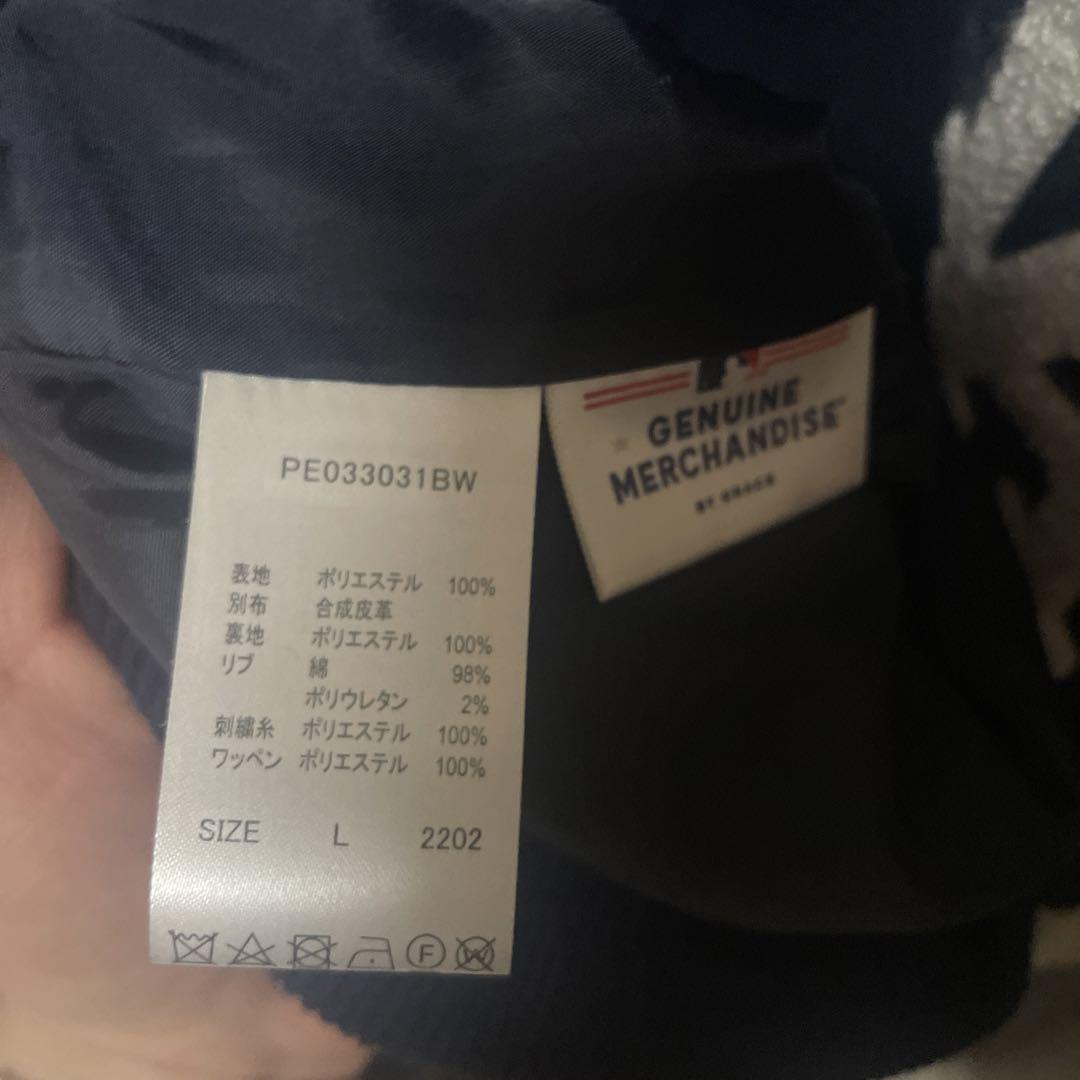 PE033031BW
表地 ポリエステル 100%
別布 合成皮革
裏地 ポリエステル 100%
リブ 綿 98%
ポリウレタン 2%
刺繍糸 ポリエステル 100%
ワッペン ポリエステル 100%
SIZE L 2202
F W
GENUINE
MERCHANDISE™
BY GRACE